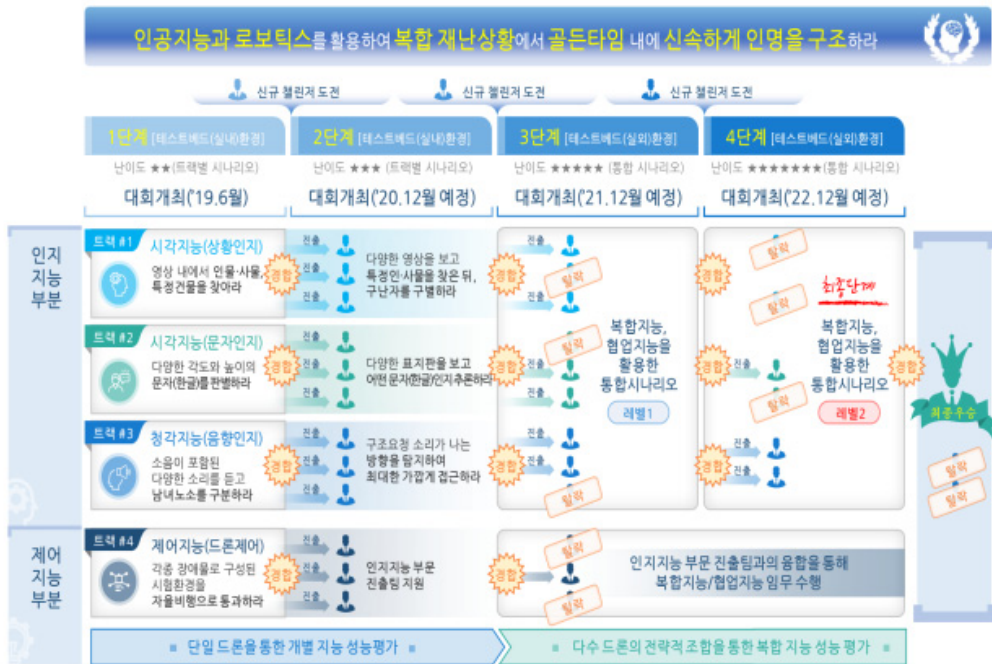 인공지능과 로보틱스를 활용하여 복합 재난상황에서 골든타임 내에 신속하게 인명을 구조하라
신규 챌린저 도전
신규 챌린저 도전
신규 챌린저 도전
1단계 [테스트베드(실내)환경]
2단계 [테스트베드(실내)환경]
3단계 [테스트베드(실외)환경]
4단계 [테스트베드(실외)환경]
난이도 ★★(트랙별 시나리오)
난이도 ★★★ (트랙별 시나리오)
난이도 ★★★★★ (통합 시나리오)
난이도 ★★★★★★★(통합 시나리오)
대회개최('19.6월)
대회개최('20.12월 예정)
대회개최('21.12월 예정)
대회개최('22.12월 예정)
인지
지능
부분
트랙 #1
시각지능(상황인지)
영상 내에서 인물·사물,
특정건물을 찾아라
경합
진출
진출
진출
다양한 영상을 보고
특정인·사물을 찾은 뒤,
구난자를 구별하라
경합
진출
탈락
진출
경합
탈락
탈락
최종단계
트랙 #2
시각지능(문자인지)
다양한 각도와 높이의
문자(한글)를 판별하라
경합
진출
진출
진출
다양한 표지판을 보고
어떤 문자(한글)인지 추론하라
경합
탈락
진출
진출
복합지능,
협업지능을
활용한
통합시나리오
레벨1
진출
탈락
복합지능,
협업지능을
활용한
통합시나리오
레벨2
경합
최종우승
트랙 #3
청각지능(음향인지)
소음이 포함된
다양한 소리를 듣고
남녀노소를 구분하라
경합
진출
진출
진출
구조요청 소리가 나는
방향을 탐지하여
최대한 가깝게 접근하라
경합
진출
진출
탈락
경합
진출
진출
탈락
탈락
제어
지능
부분
트랙 #4
제어지능(드론제어)
각종 장애물로 구성된
시험환경을
자율비행으로 통과하라
경합
진출
진출
진출
인지지능 부문
진출팀 지원
경합
탈락
진출
탈락
인지지능 부문 진출팀과의 융합을 통해
복합지능/협업지능 임무 수행
단일 드론을 통한 개별 지능 성능평가
다수 드론의 전략적 조합을 통한 복합 지능 성능 평가